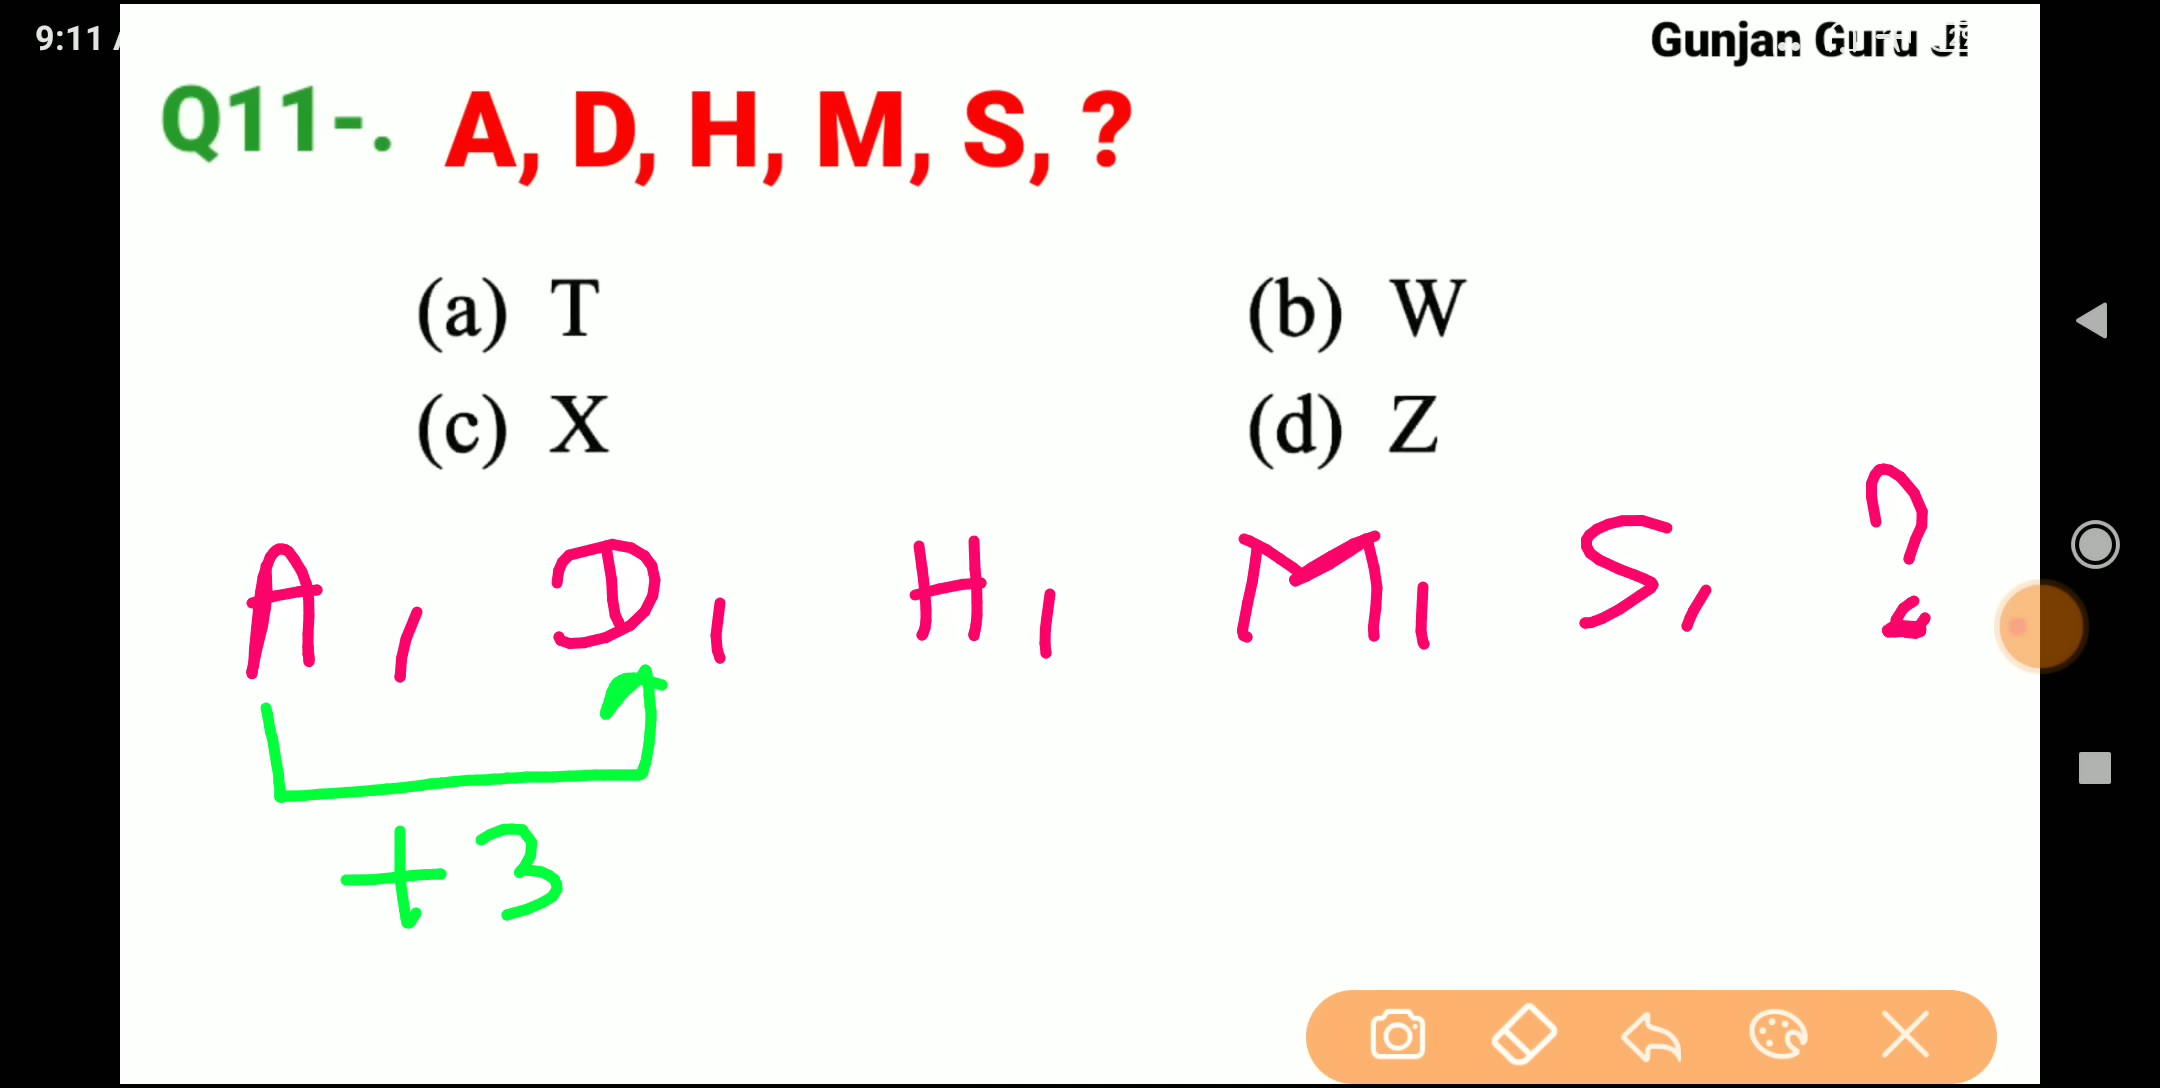 9:11
Gunjan Guru Ji
Q11-. A, D, H, M, S, ?
(a) T
(b) W
(c) X
(d) Z
A, D, H, M, S, ?
+3